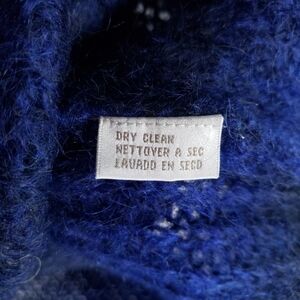 DRY CLEAN
NETTOYER A SEC
LAVADO EN SECO